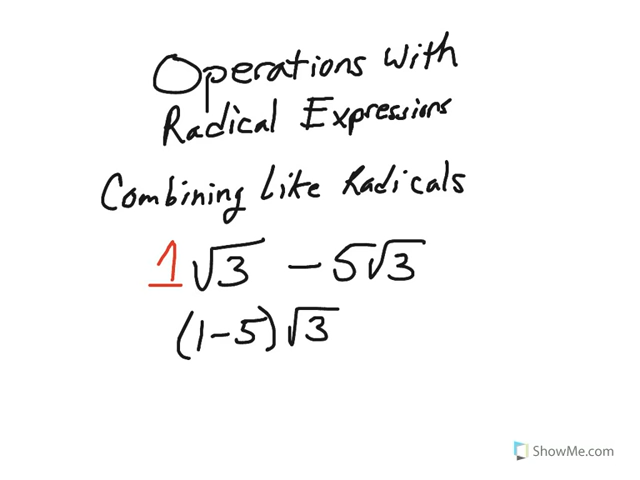 Operations with
Radical Expressions
Combining Like Radicals
1√3 - 5√3
(1-5)√3
ShowMe.com